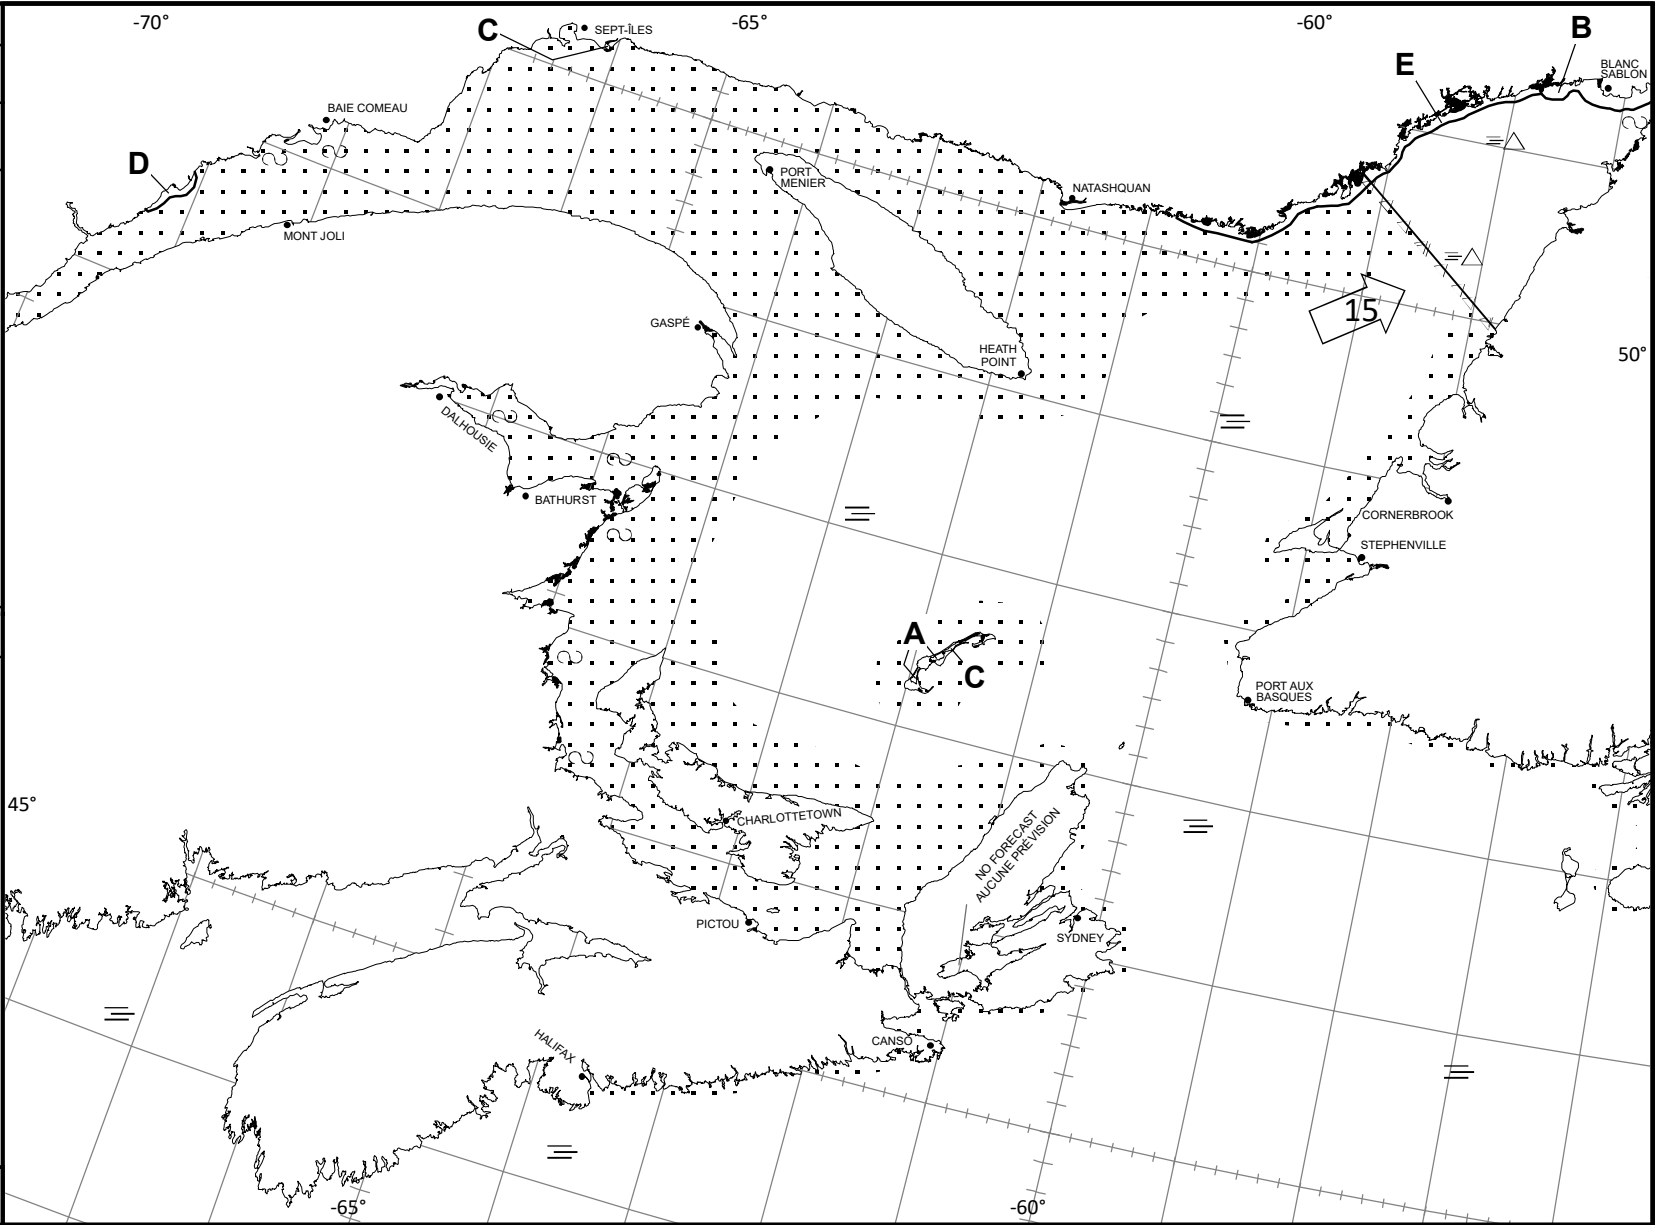 -70°
-65°
-60°
C
SEPT-ÎLES
B
E
BLANC
SABLON
BAIE COMEAU
D
PORT
MENIER
NATASHQUAN
MONT JOLI
15
GASPÉ
HEATH
POINT
50°
DALHOUSIE
BATHURST
CORNERBROOK
STEPHENVILLE
A
C
PORT AUX
BASQUES
45°
CHARLOTTETOWN
NO FORECAST
AUCUNE PRÉVISION
PICTOU
SYDNEY
CANSO
HALIFAX
-65°
-60°